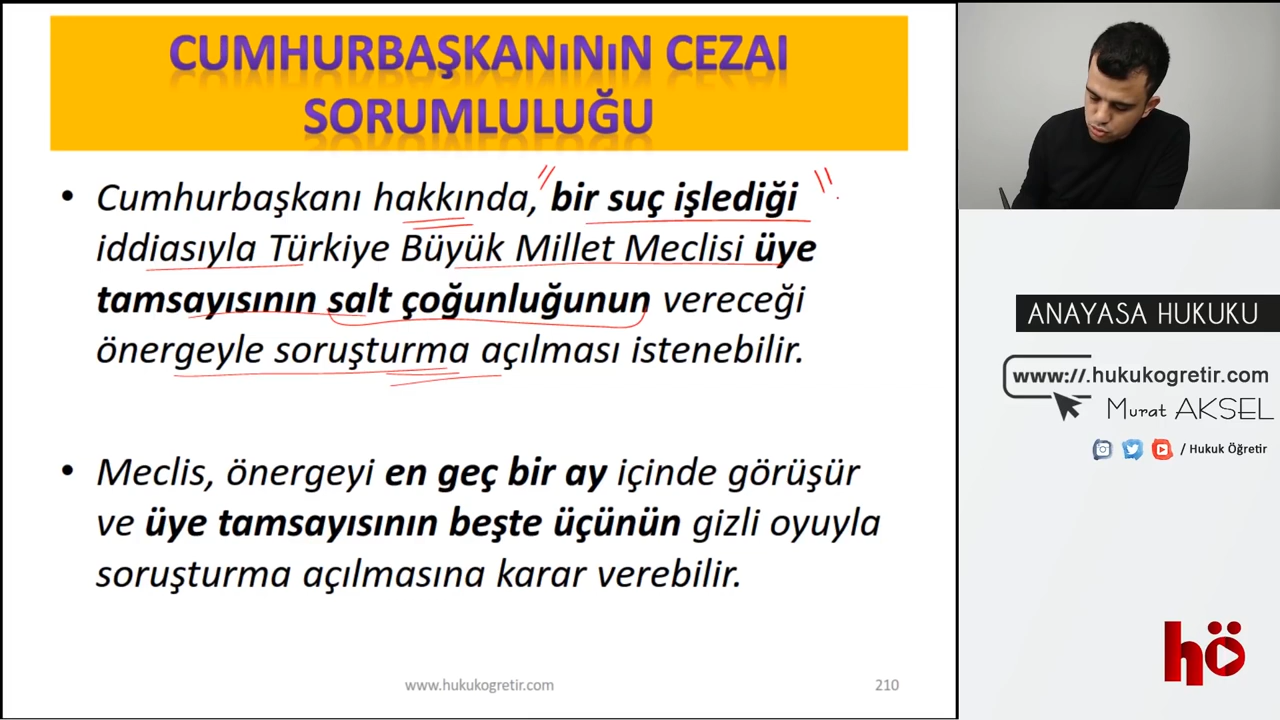 CUMHURBAŞKANıNıN CEZAI
SORUMLULUĞU
• Cumhurbaşkanı hakkında, "bir suç işlediği"
iddiasıyla Türkiye Büyük Millet Meclisi üye
tamsayısının salt çoğunluğunun vereceği
önergeyle soruşturma açılması istenebilir.
• Meclis, önergeyi en geç bir ay içinde görüşür
ve üye tamsayısının beşte üçünün gizli oyuyla
soruşturma açılmasına karar verebilir.
www.hukukogretir.com
210
ANAYASA HUKUKU
www://.hukukogretir.com
Murat AKSEL
/ Hukuk Öğretir
hö